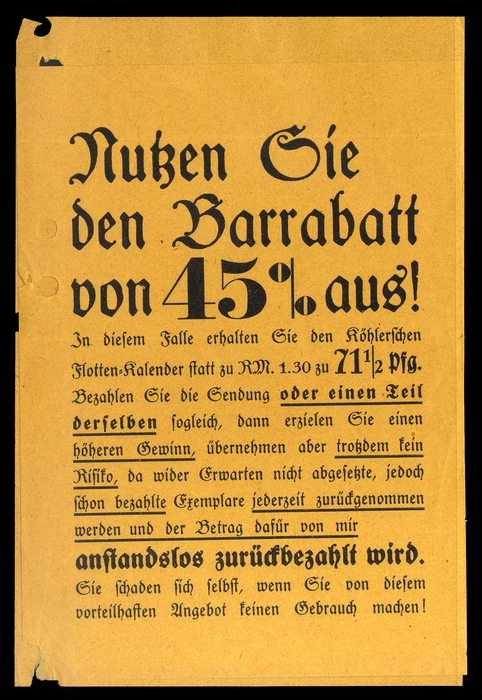 Nutzen Sie
den Barrabatt
von 45% aus!
In diesem Falle erhalten Sie den Köhlerschen
Flotten-Kalender statt zu RM. 1.30 zu 71½ Pfg.
Bezahlen Sie die Sendung oder einen Teil
derselben sogleich, dann erzielen Sie einen
höheren Gewinn, übernehmen aber trotzdem kein
Risiko, da wider Erwarten nicht abgesetzte, jedoch
schon bezahlte Exemplare jederzeit zurückgenommen
werden und der Betrag dafür von mir
anstandslos zurückbezahlt wird.
Sie schaden sich selbst, wenn Sie von diesem
vorteilhaften Angebot keinen Gebrauch machen!